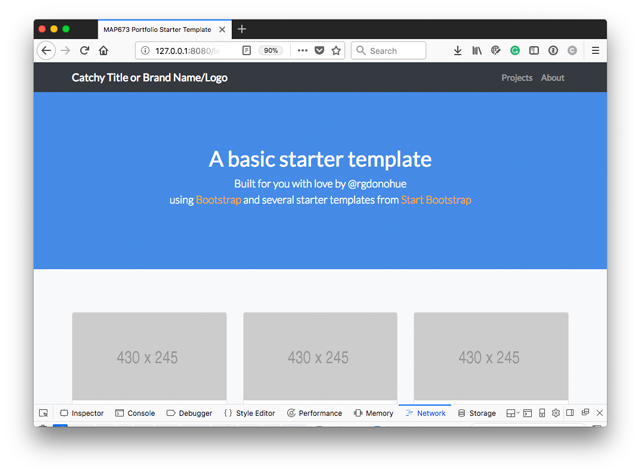 MAP673 Portfolio Starter Template
127.0.0.1:8080/
90%
Search
Catchy Title or Brand Name/Logo
Projects About
A basic starter template
Built for you with love by @rgdonohue
using Bootstrap and several starter templates from Start Bootstrap
430 x 245 430 x 245 430 x 245
Inspector Console Debugger Style Editor Performance Memory Network Storage